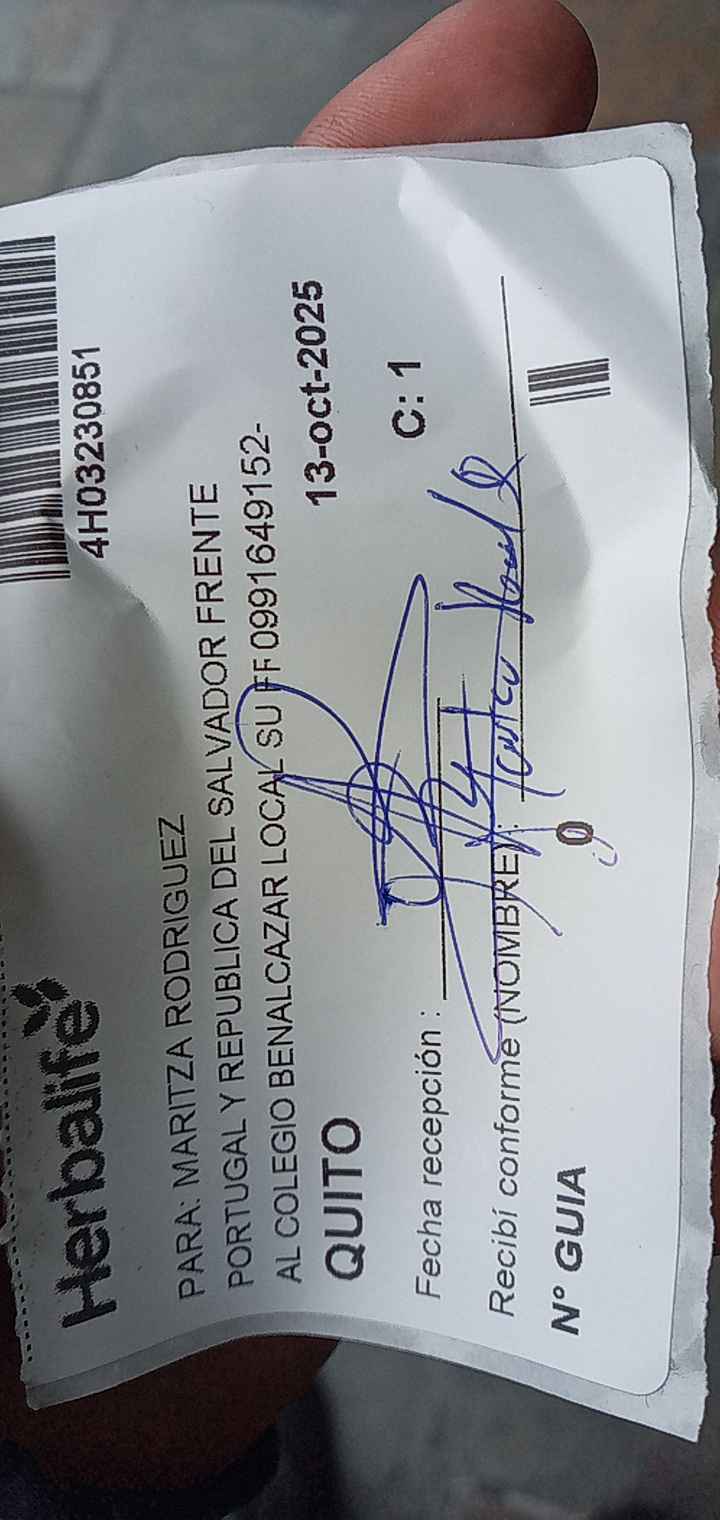 Herbalife
4H03230851
PARA: MARITZA RODRIGUEZ
PORTUGAL Y REPUBLICA DEL SALVADOR FRENTE
AL COLEGIO BENALCAZAR LOCAL SU FF 0991649152-
QUITO 13-oct-2025
Fecha recepción :
C: 1
Recibí conforme (NOMBRE) :
N° GUIA 0